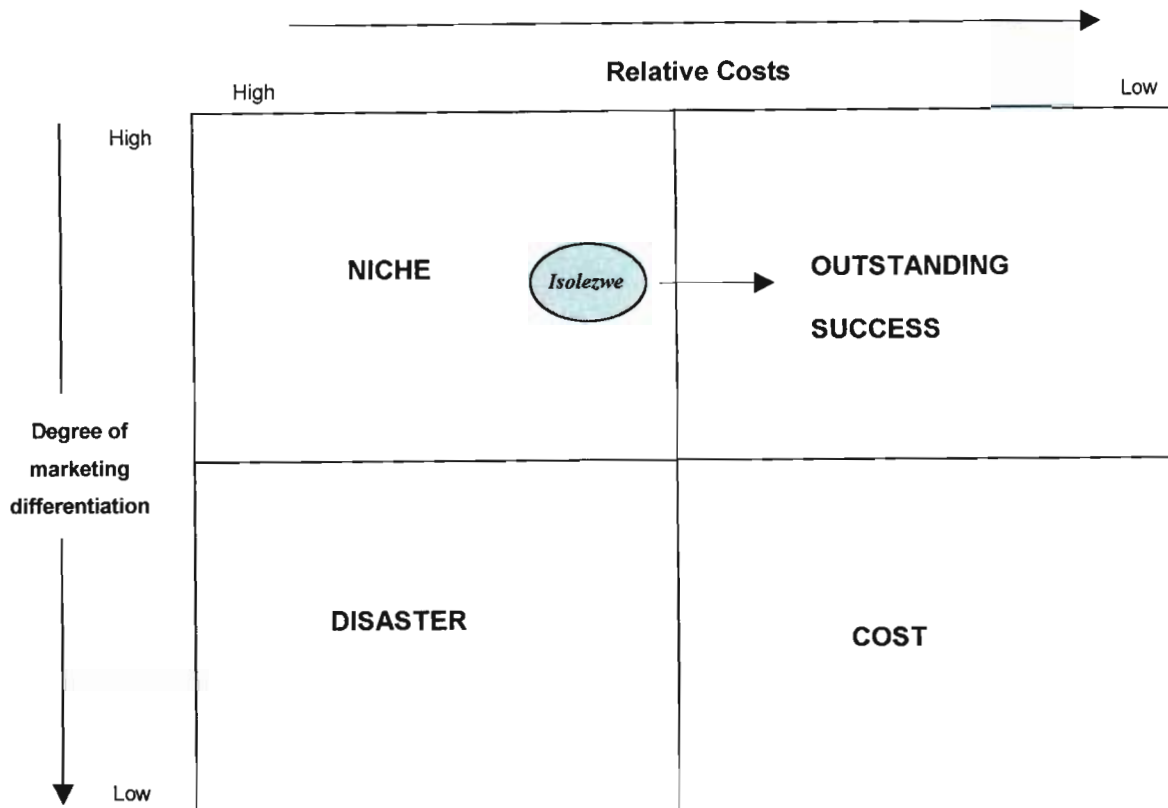 Relative Costs
High
Low
High
NICHE
Isolezwe
OUTSTANDING
SUCCESS
Degree of
marketing
differentiation
DISASTER
COST
Low